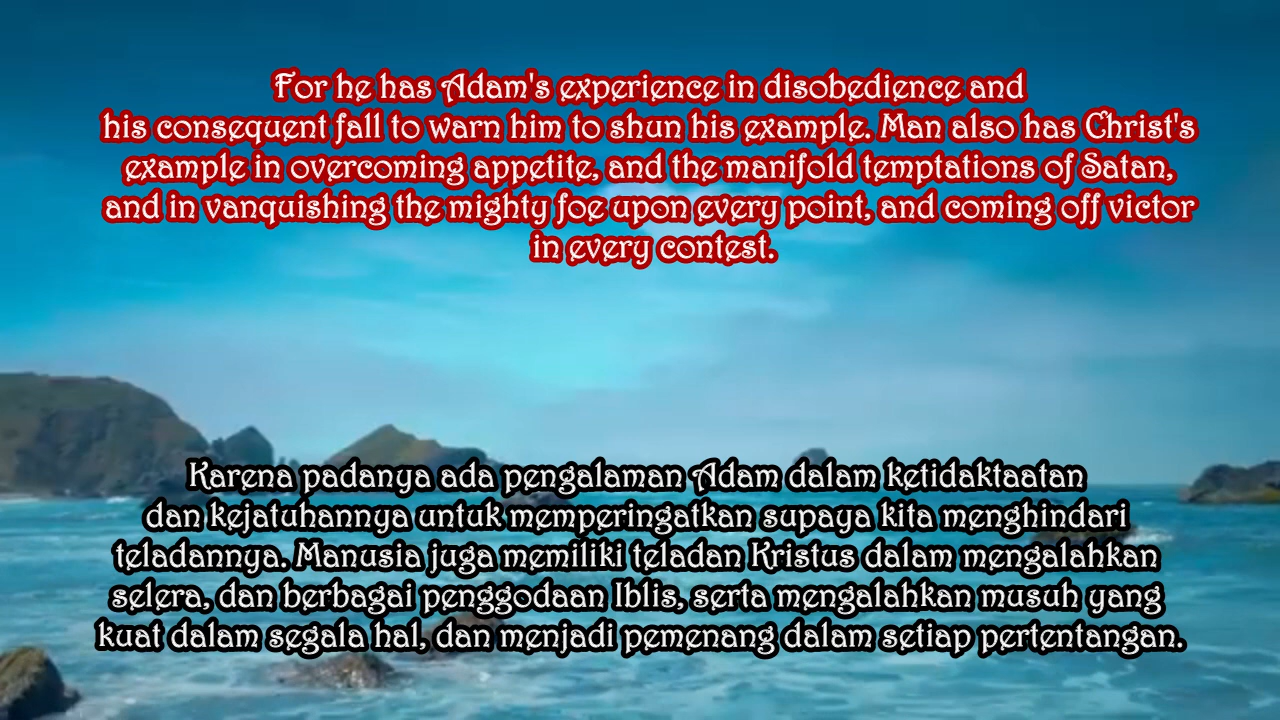 For he has Adam's experience in disobedience and
his consequent fall to warn him to shun his example. Man also has Christ's
example in overcoming appetite, and the manifold temptations of Satan,
and in vanquishing the mighty foe upon every point, and coming off victor
in every contest.
Karena padanya ada pengalaman Adam dalam ketidaktaatan
dan kejatuhannya untuk memperingatkan supaya kita menghindari
teladannya. Manusia juga memiliki teladan Kristus dalam mengalahkan
selera, dan berbagai penggodaan Iblis, serta mengalahkan musuh yang
kuat dalam segala hal, dan menjadi pemenang dalam setiap pertentangan.